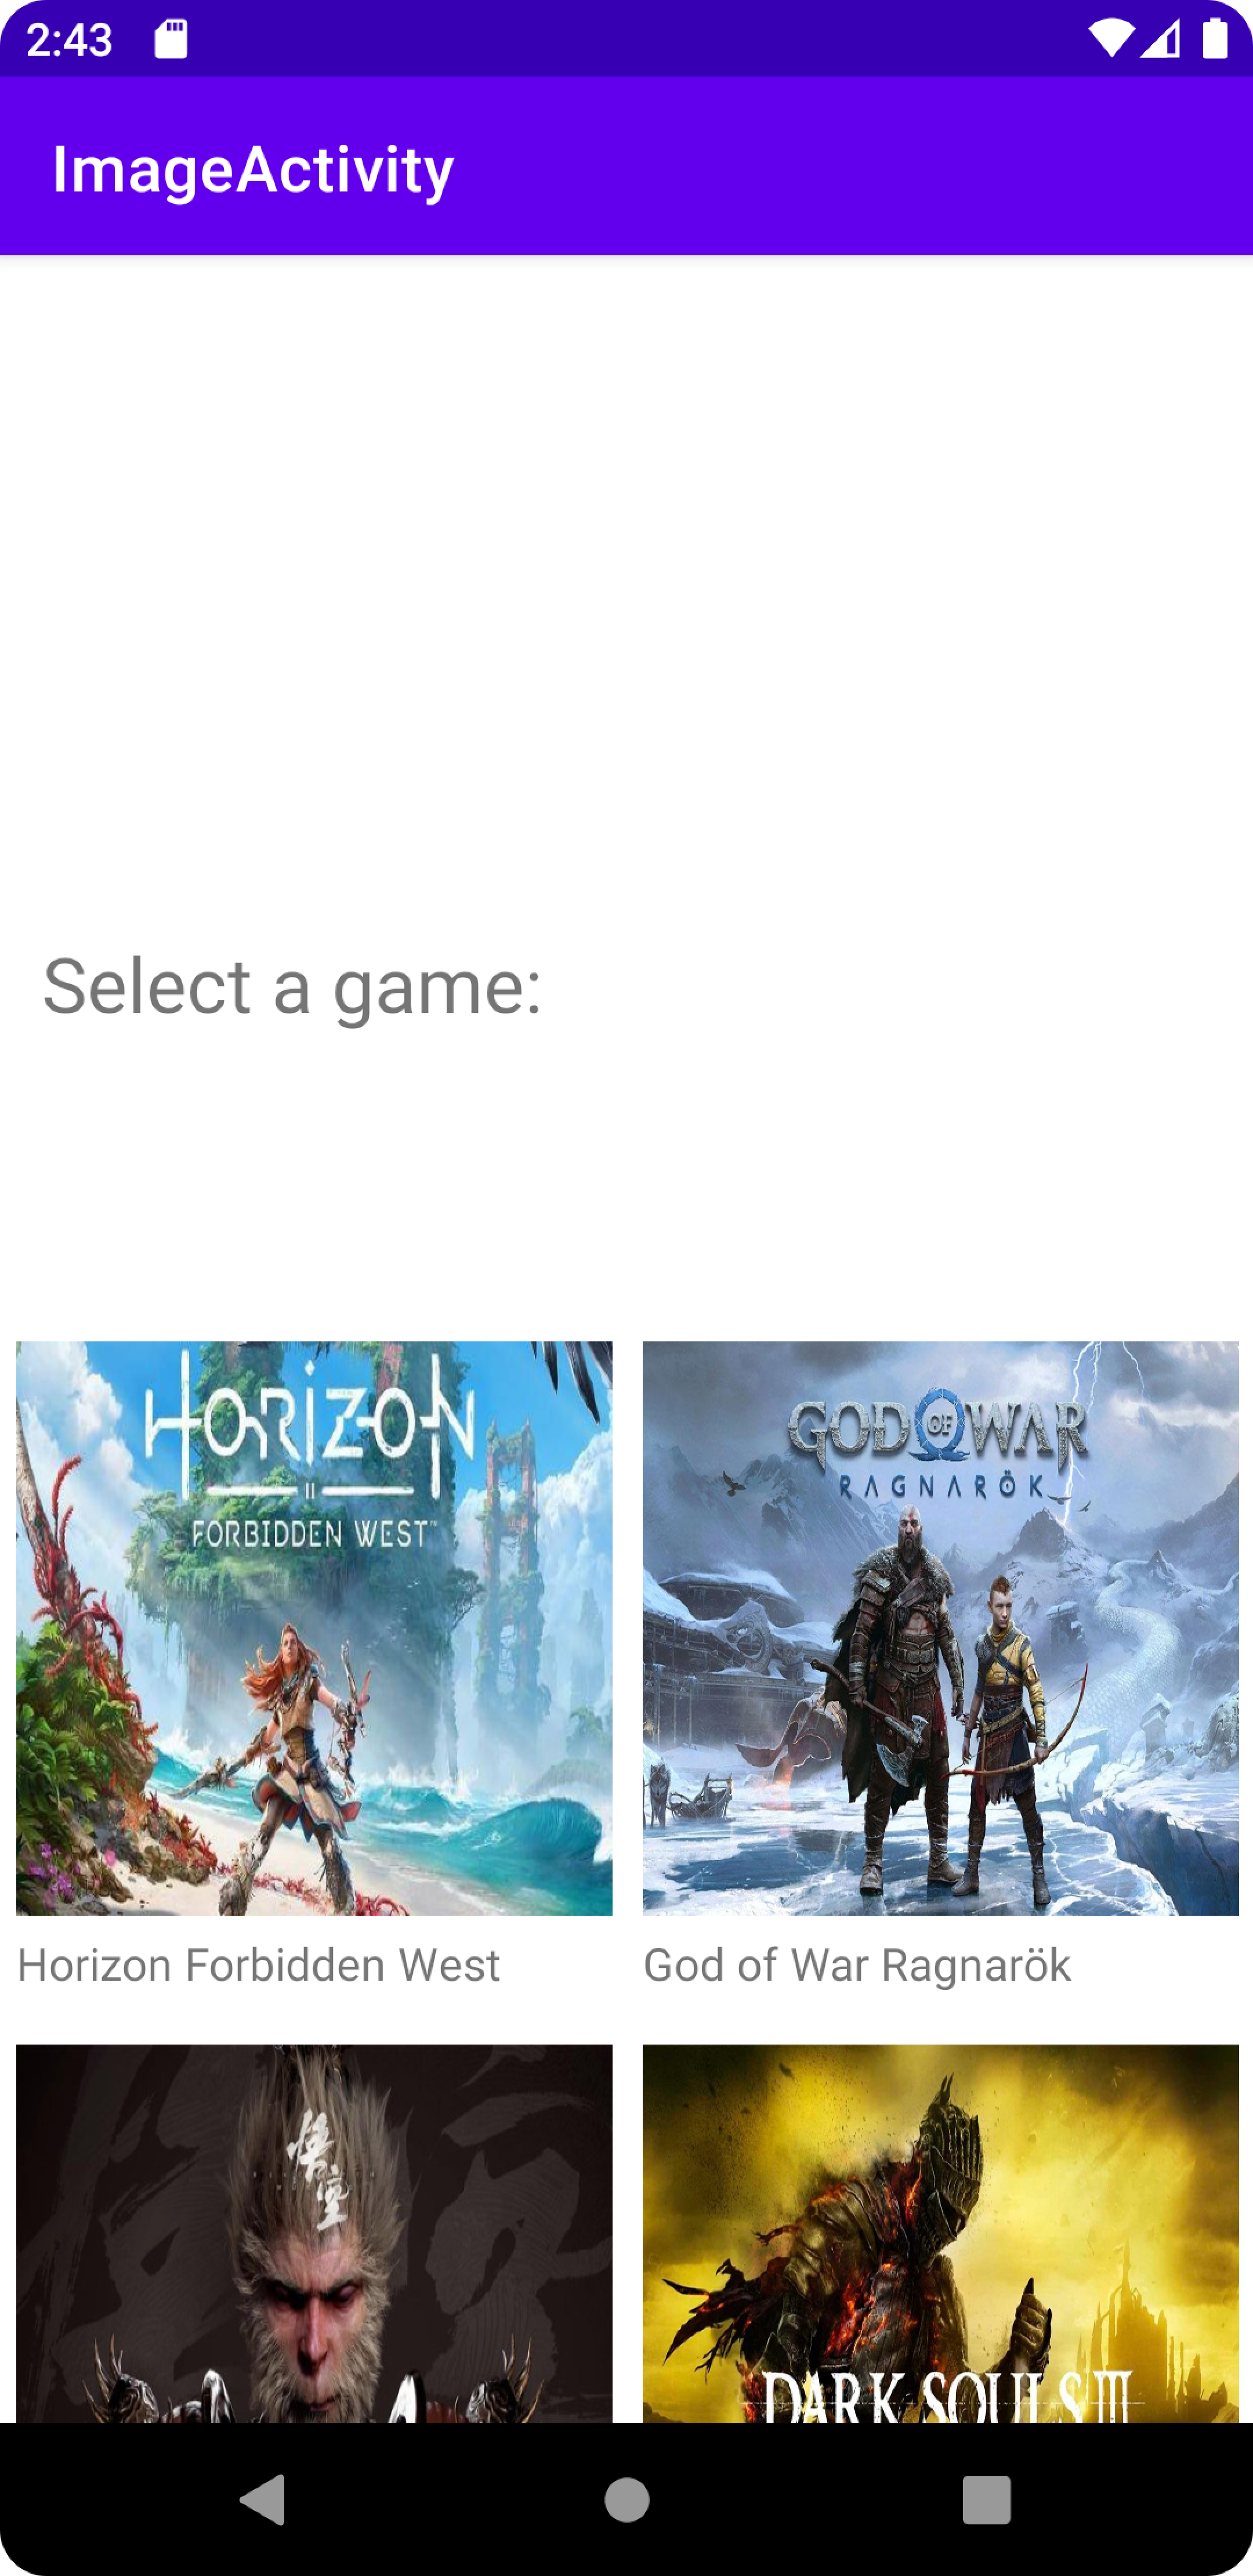 2:43
ImageActivity
Select a game:
HORIZON
II
FORBIDDEN WEST™
GOD OF WAR
RAGNARÖK
Horizon Forbidden West
God of War Ragnarök
悟
空
DARK SOULS III